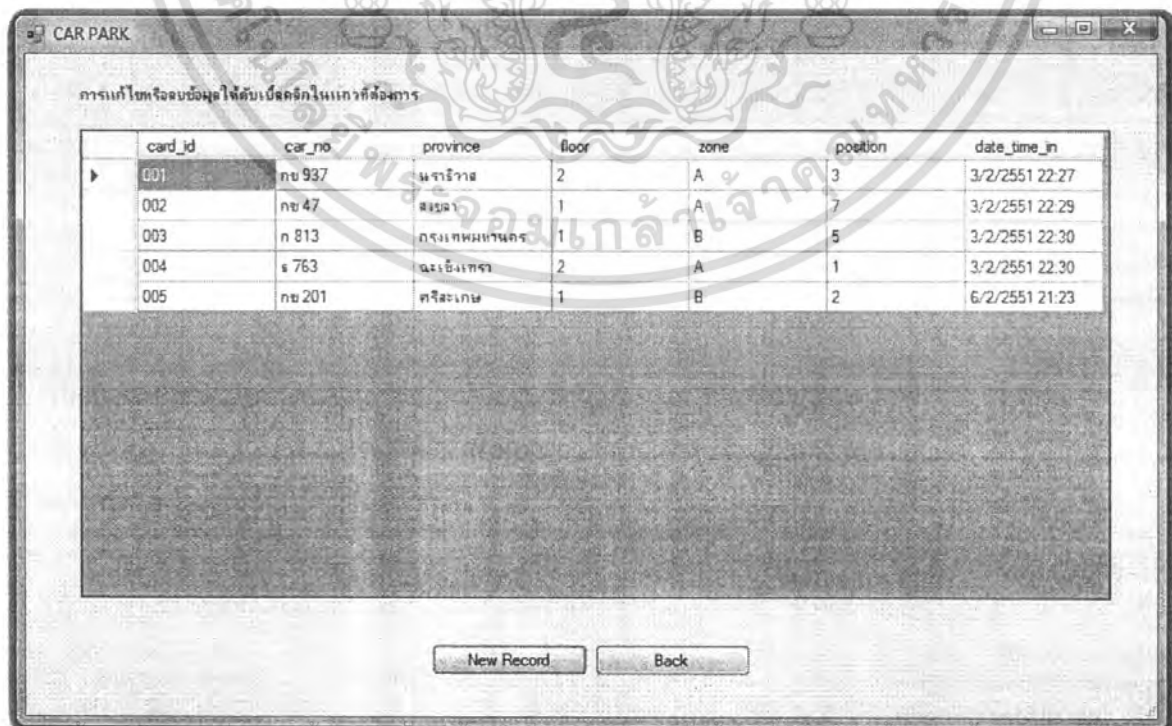 CAR PARK
การแก้ไขหรือลบข้อมูลให้ดับเบิ้ลคลิกในแถวที่ต้องการ
card_id car_no province floor zone position date_time_in
001 กข 937 นราธิวาส 2 A 3 3/2/2551 22:27
002 กข 47 สงขลา 1 A 7 3/2/2551 22:29
003 ก 813 กรุงเทพมหานคร 1 B 5 3/2/2551 22:30
004 763 ฉะเชิงเทรา 2 A 1 3/2/2551 22:30
005 กข 201 ศรีสะเกษ 1 B 2 6/2/2551 21:23
New Record Back